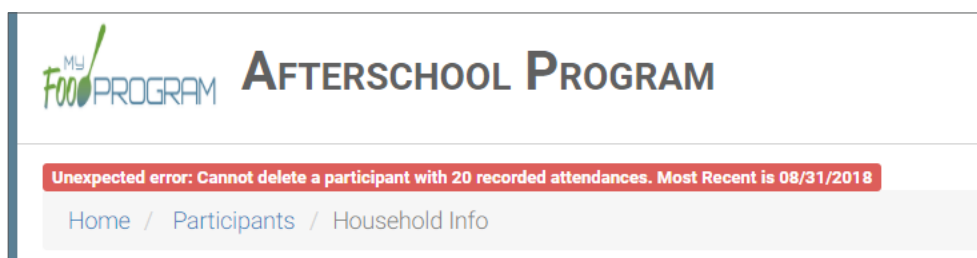 MY
FOOD PROGRAM
AFTERSCHOOL PROGRAM
Unexpected error: Cannot delete a participant with 20 recorded attendances. Most Recent is 08/31/2018
Home / Participants / Household Info